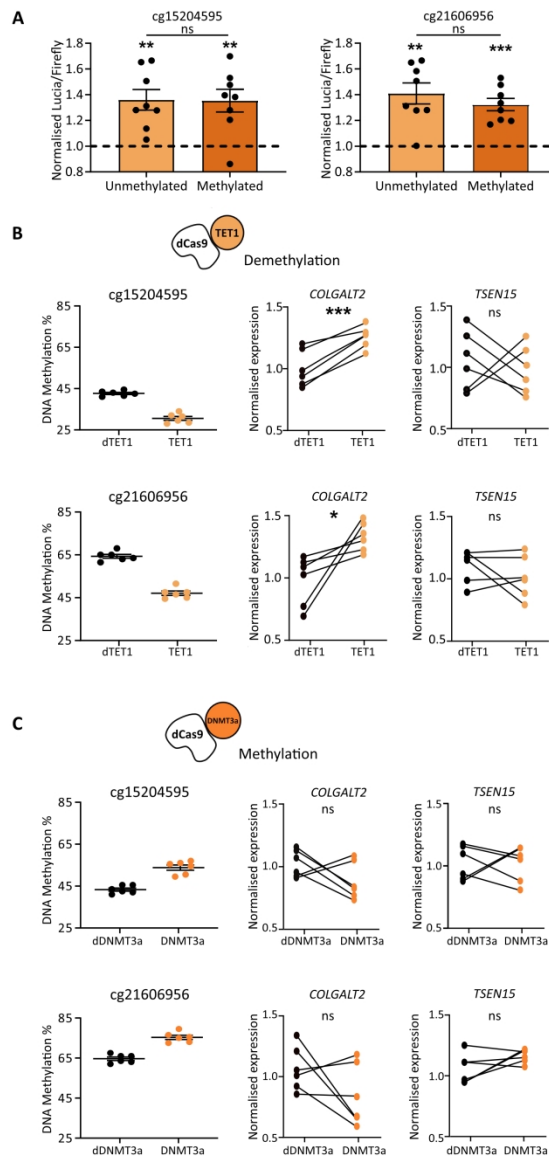 A
cg15204595
ns
** **
Normalised Lucia/Firefly
1.8
1.6
1.4
1.2
1.0
0.8
Unmethylated Methylated
cg21606956
ns
** ***
Normalised Lucia/Firefly
1.8
1.6
1.4
1.2
1.0
0.8
Unmethylated Methylated
B
dCas9 TET1
Demethylation
cg15204595
DNA Methylation %
85
65
45
25
dTET1 TET1
COLGALT2
***
Normalised expression
1.5
1.0
0.5
dTET1 TET1
TSEN15
ns
Normalised expression
1.5
1.0
0.5
dTET1 TET1
cg21606956
DNA Methylation %
85
65
45
25
dTET1 TET1
COLGALT2
*
Normalised expression
1.5
1.0
0.5
dTET1 TET1
TSEN15
ns
Normalised expression
1.5
1.0
0.5
dTET1 TET1
C
dCas9 DNMT3a
Methylation
cg15204595
DNA Methylation %
85
65
45
25
dDNMT3a DNMT3a
COLGALT2
ns
Normalised expression
1.5
1.0
0.5
dDNMT3a DNMT3a
TSEN15
ns
Normalised expression
1.5
1.0
0.5
dDNMT3a DNMT3a
cg21606956
DNA Methylation %
85
65
45
25
dDNMT3a DNMT3a
COLGALT2
ns
Normalised expression
1.5
1.0
0.5
dDNMT3a DNMT3a
TSEN15
ns
Normalised expression
1.5
1.0
0.5
dDNMT3a DNMT3a